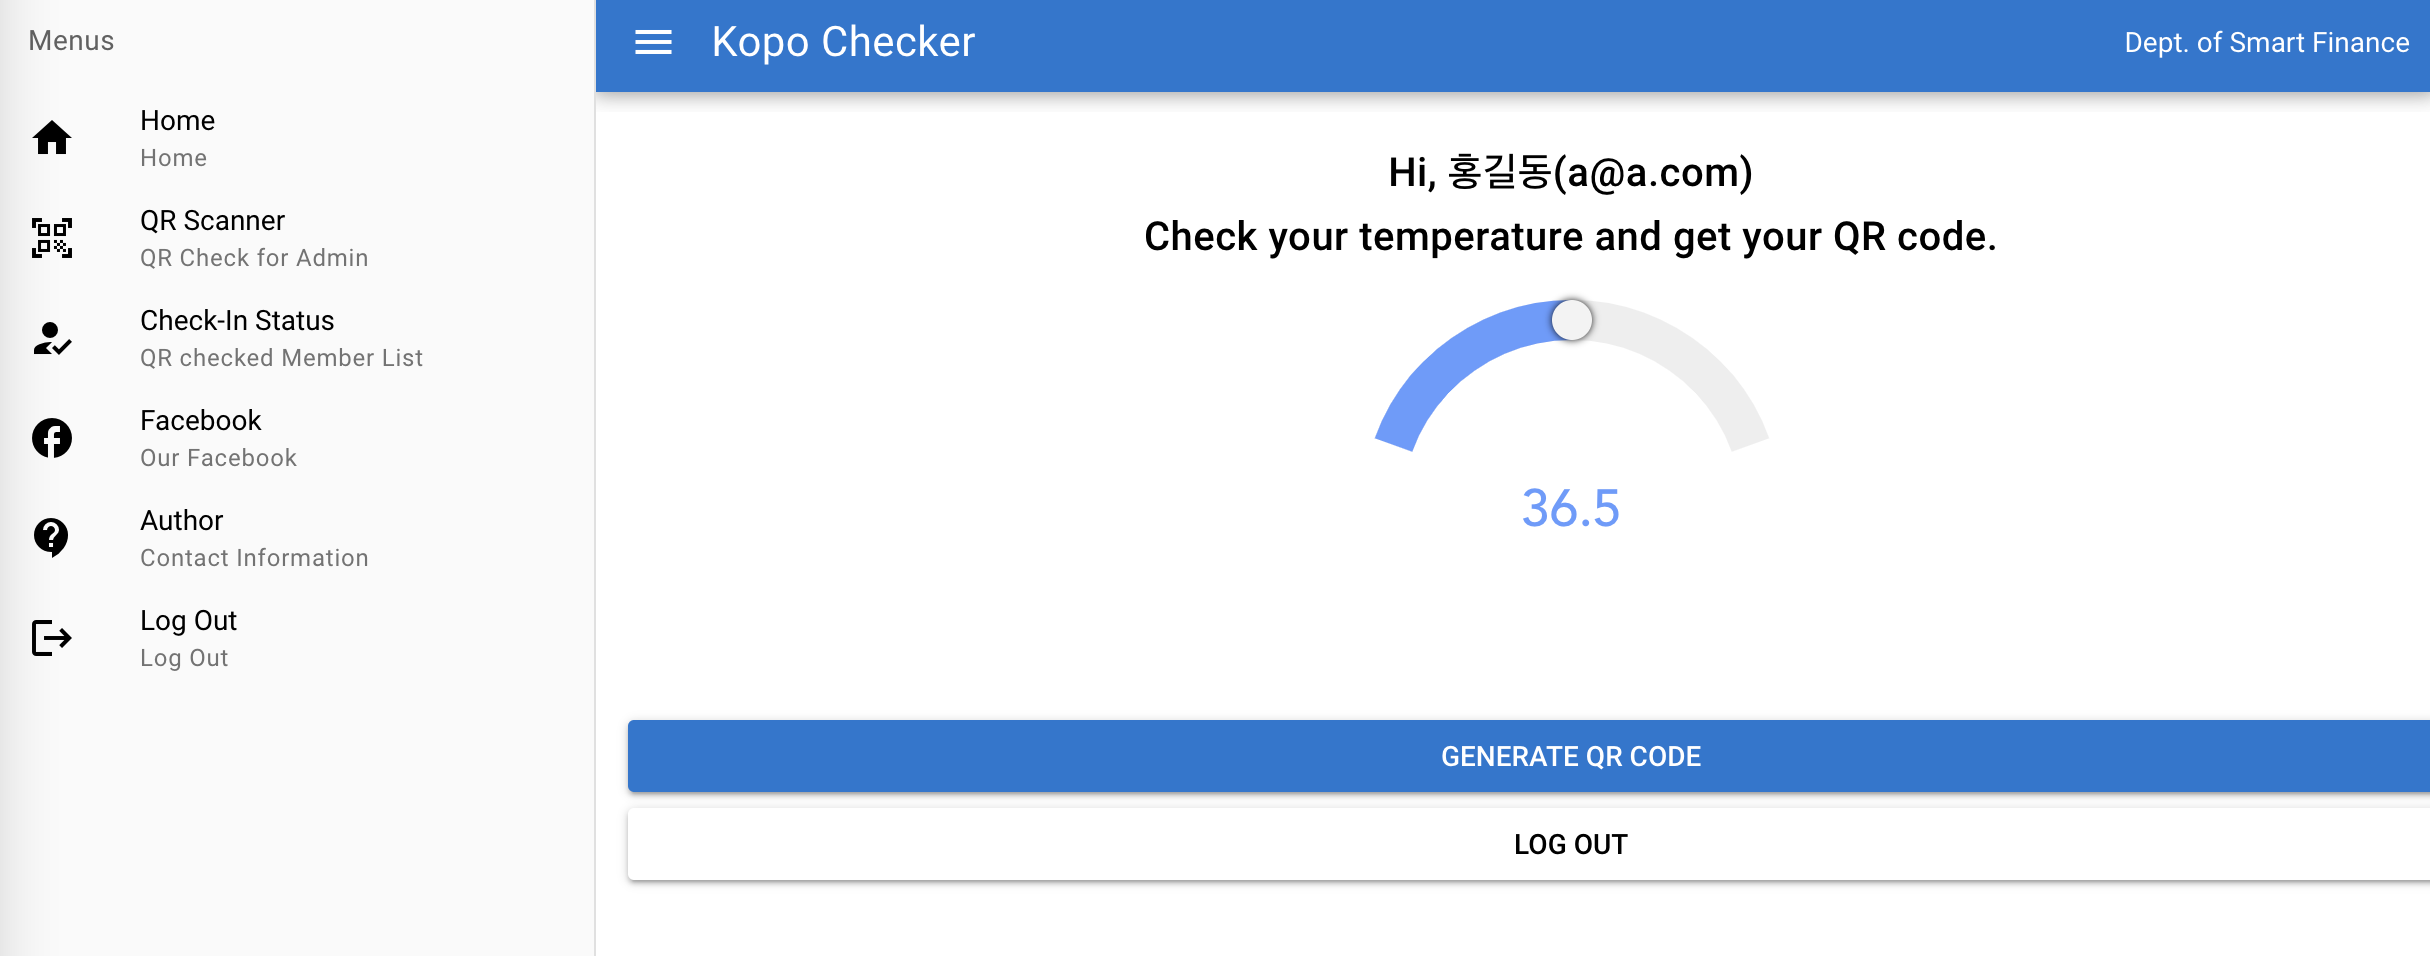 Menus
Home
Home
QR Scanner
QR Check for Admin
Check-In Status
QR checked Member List
Facebook
Our Facebook
Author
Contact Information
Log Out
Log Out
Kopo Checker
Dept. of Smart Finance
Hi, 홍길동(a@a.com)
Check your temperature and get your QR code.
36.5
GENERATE QR CODE
LOG OUT